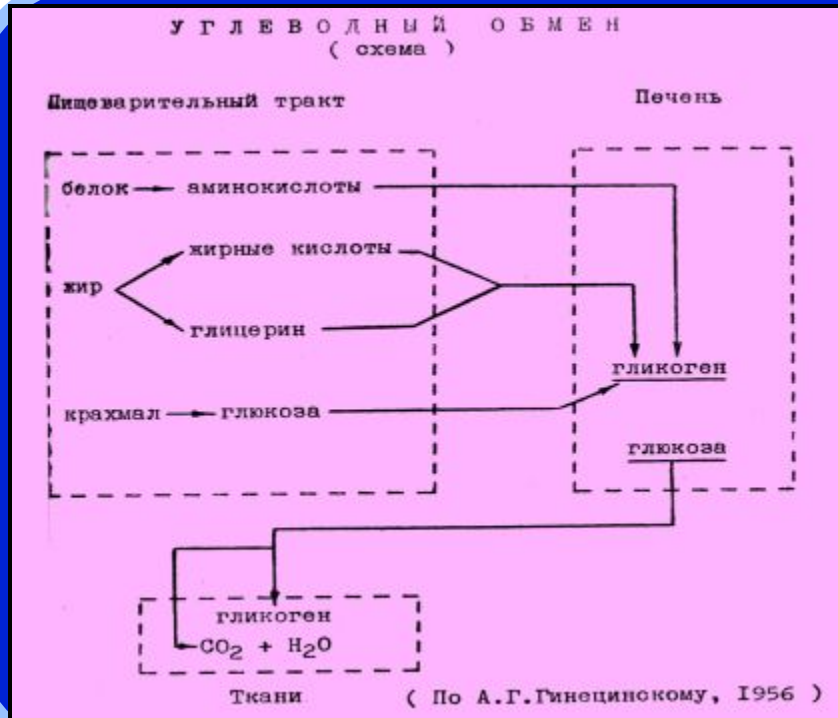 УГЛЕВОДНЫЙ ОБМЕН
( схема )
Пищеварительный тракт Печень
белок аминокислоты
жирные кислоты
жир
глицерин
гликоген
крахмал глюкоза
глюкоза
гликоген
CO2 + H2O
Ткани ( По А.Г.Гинецинскому, I956 )